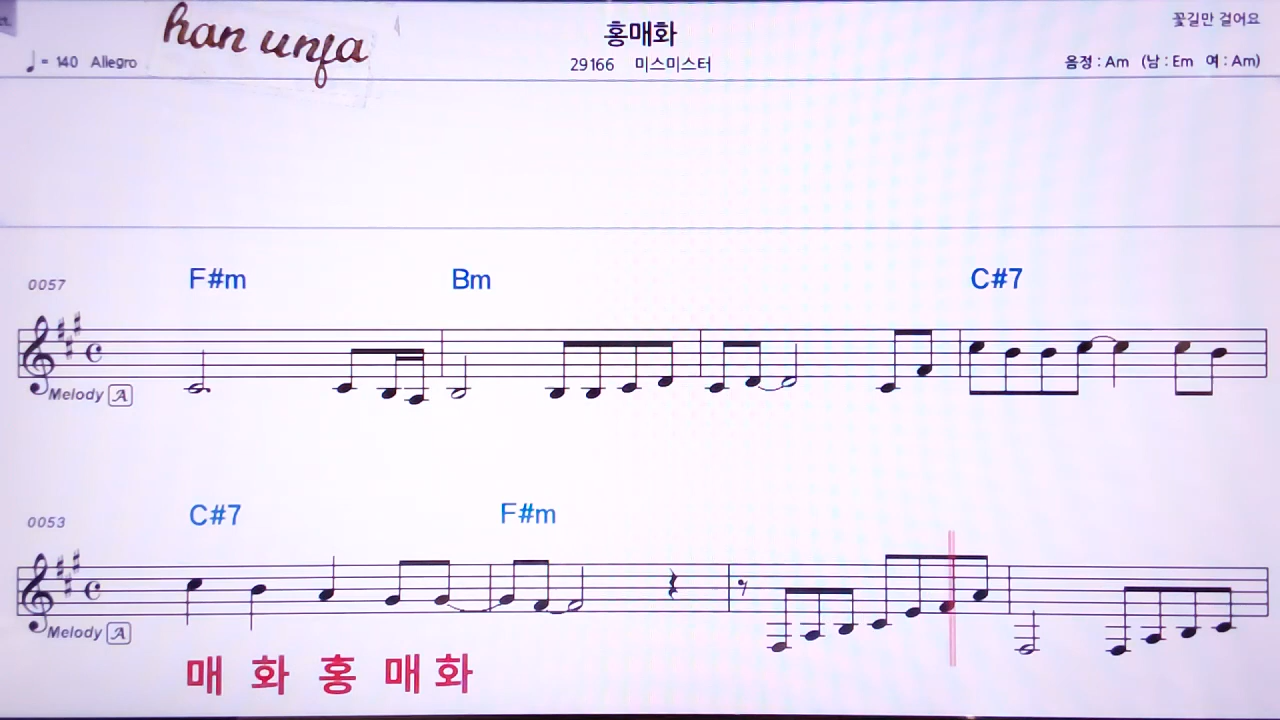 han unfa
홍매화
꽃길만 걸어요
= 140 Allegro
29166 미스미스터
음정 : Am (남 : Em 여 : Am)
0057
F#m Bm C#7
Melody A
0053
C#7 F#m
Melody A
매 화 홍 매 화